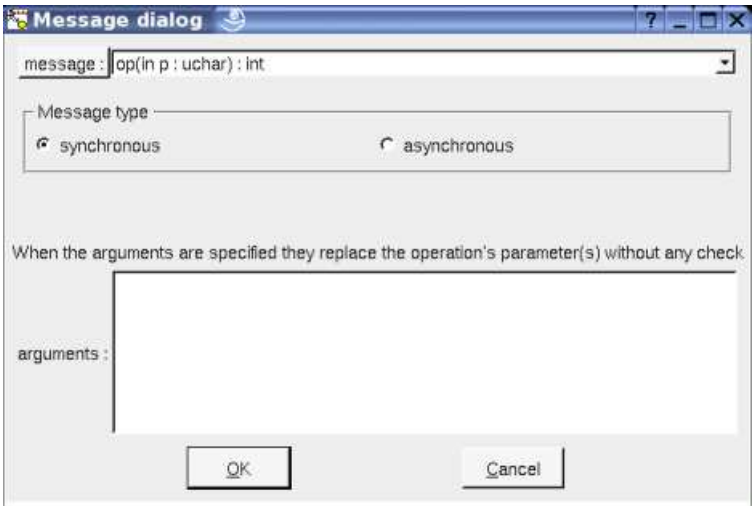 Message dialog
message : op(in p : uchar) : int
Message type
synchronous asynchronous
When the arguments are specified they replace the operation's parameter(s) without any check
arguments :
OK Cancel